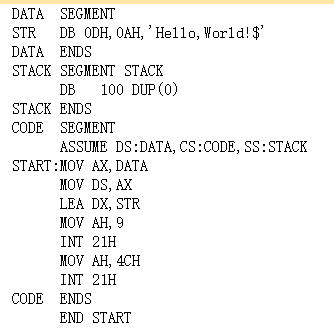 DATA  SEGMENT
STR   DB 0DH,0AH,'Hello,World!$'
DATA  ENDS
STACK SEGMENT STACK
      DB   100 DUP(0)
STACK ENDS
CODE  SEGMENT
      ASSUME DS:DATA,CS:CODE,SS:STACK
START:MOV AX,DATA
      MOV DS,AX
      LEA DX,STR
      MOV AH,9
      INT 21H
      MOV AH,4CH
      INT 21H
CODE  ENDS
      END START